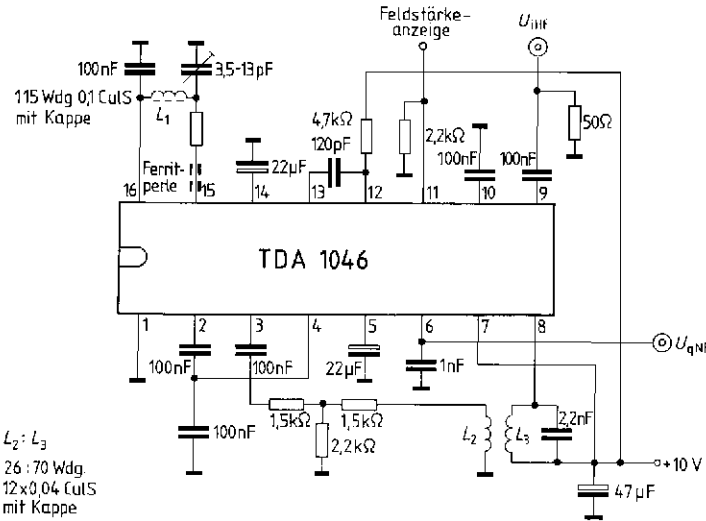 Feldstärke-
anzeige
UiHF
100nF
3,5-13pF
115 Wdg 0,1 CulS
mit Kappe
L1
4,7kΩ
2,2kΩ
50Ω
120pF
100nF
100nF
Ferrit-
perle
22µF
16
15
14
13
12
11
10
9
TDA 1046
1
2
3
4
5
6
7
8
UqNF
100nF
100nF
22µF
1nF
100nF
1,5kΩ
1,5kΩ
2,2kΩ
L2
L3
2,2nF
+10 V
47µF
L2 : L3
26 : 70 Wdg.
12x0,04 CulS
mit Kappe